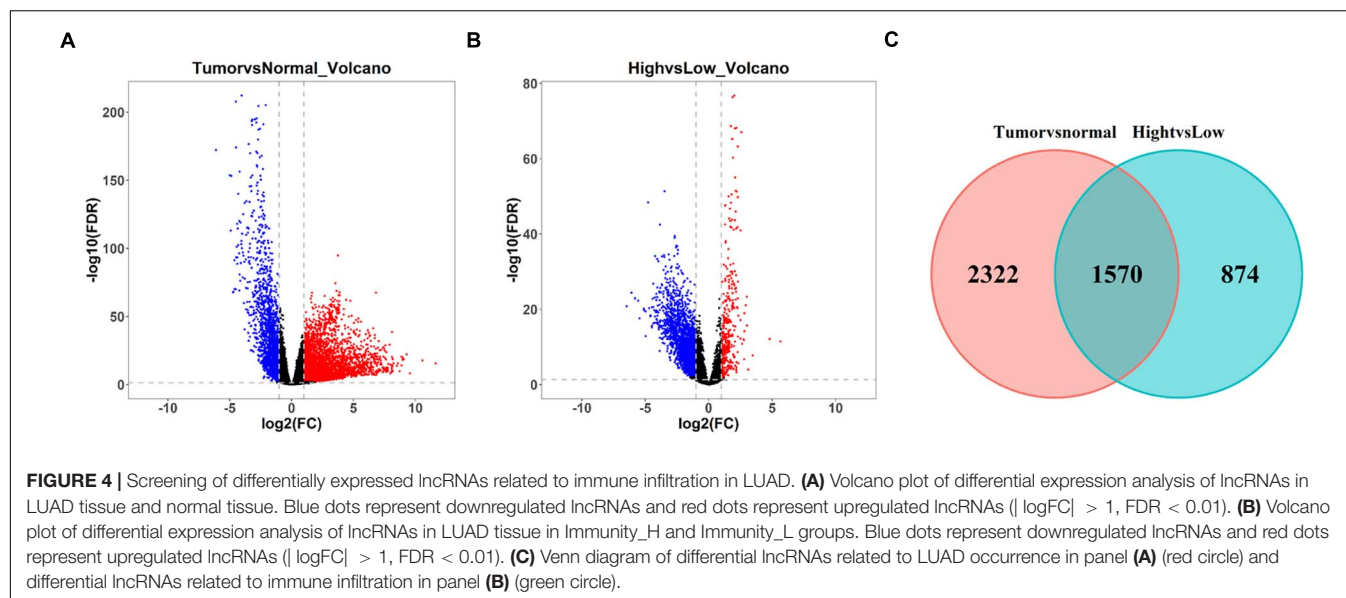 A
B
C
TumorvsNormal_Volcano
HighvsLow_Volcano
Tumorvsnormal HightvsLow
-log10(FDR)
200
150
100
50
0
-10 -5 0 5 10
log2(FC)
-log10(FDR)
80
60
40
20
0
-10 -5 0 5 10
log2(FC)
2322 1570 874
FIGURE 4 | Screening of differentially expressed lncRNAs related to immune infiltration in LUAD. (A) Volcano plot of differential expression analysis of lncRNAs in
LUAD tissue and normal tissue. Blue dots represent downregulated lncRNAs and red dots represent upregulated lncRNAs (| logFC| > 1, FDR < 0.01). (B) Volcano
plot of differential expression analysis of lncRNAs in LUAD tissue in Immunity_H and Immunity_L groups. Blue dots represent downregulated lncRNAs and red dots
represent upregulated lncRNAs (| logFC| > 1, FDR < 0.01). (C) Venn diagram of differential lncRNAs related to LUAD occurrence in panel (A) (red circle) and
differential lncRNAs related to immune infiltration in panel (B) (green circle).